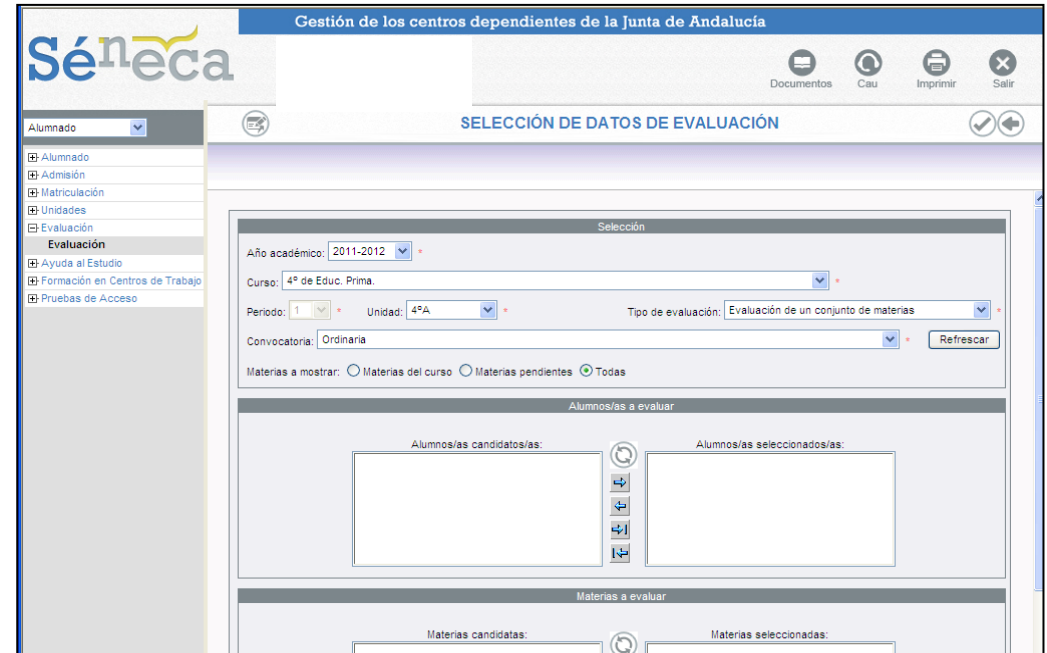 Gestión de los centros dependientes de la Junta de Andalucía
Séneca
Documentos Cau Imprimir Salir
Alumnado
SELECCIÓN DE DATOS DE EVALUACIÓN
Alumnado
Admisión
Matriculación
Unidades
Evaluación
Evaluación
Ayuda al Estudio
Formación en Centros de Trabajo
Pruebas de Acceso
Selección
Año académico: 2011-2012 *
Curso: 4º de Educ. Prima. *
Periodo: 1 * Unidad: 4ºA * Tipo de evaluación: Evaluación de un conjunto de materias *
Convocatoria: Ordinaria * Refrescar
Materias a mostrar: Materias del curso Materias pendientes Todas
Alumnos/as a evaluar
Alumnos/as candidatos/as: Alumnos/as seleccionados/as:
Materias a evaluar
Materias candidatas: Materias seleccionadas: